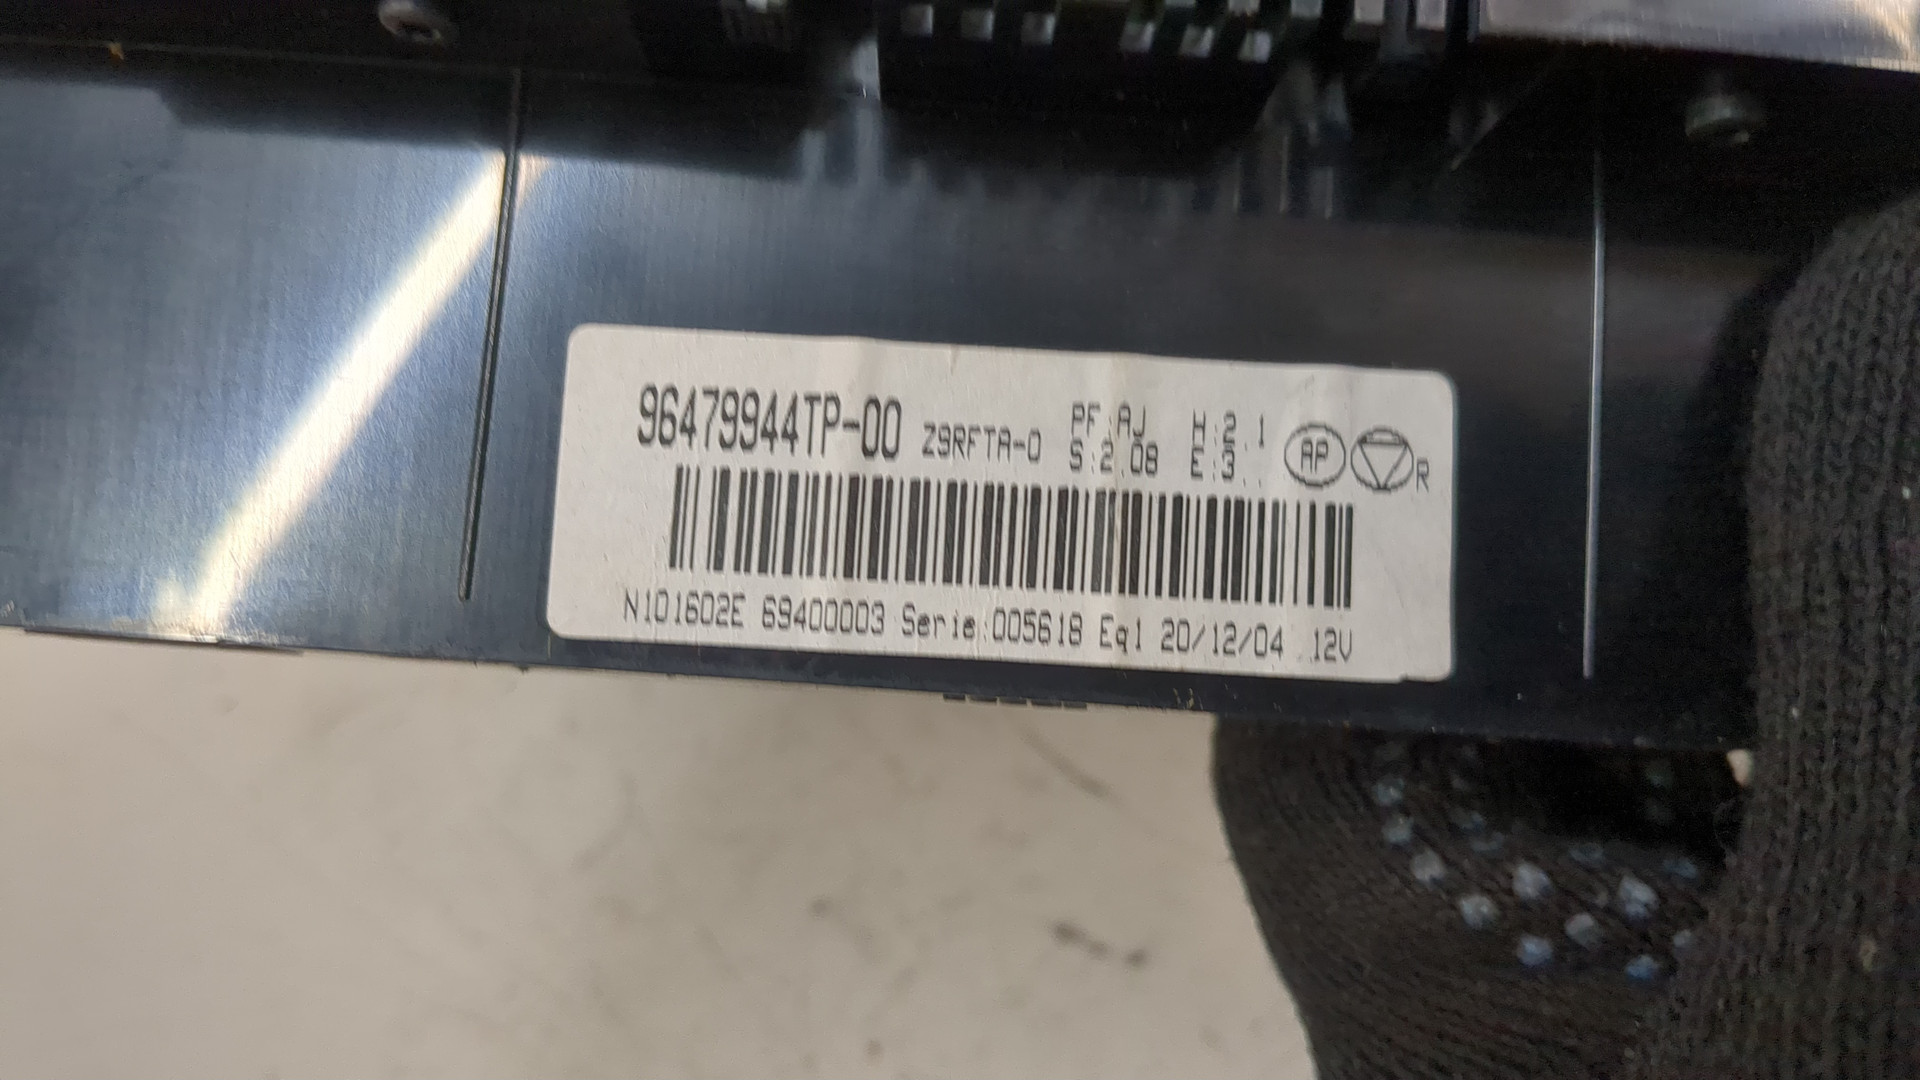 96479944TP-00 Z9RFTA-0 PF:AJ H:2.1
S:2.08 E:3..
AP R
N101602E 69400003 Serie:005618 Eq1 20/12/04 12V